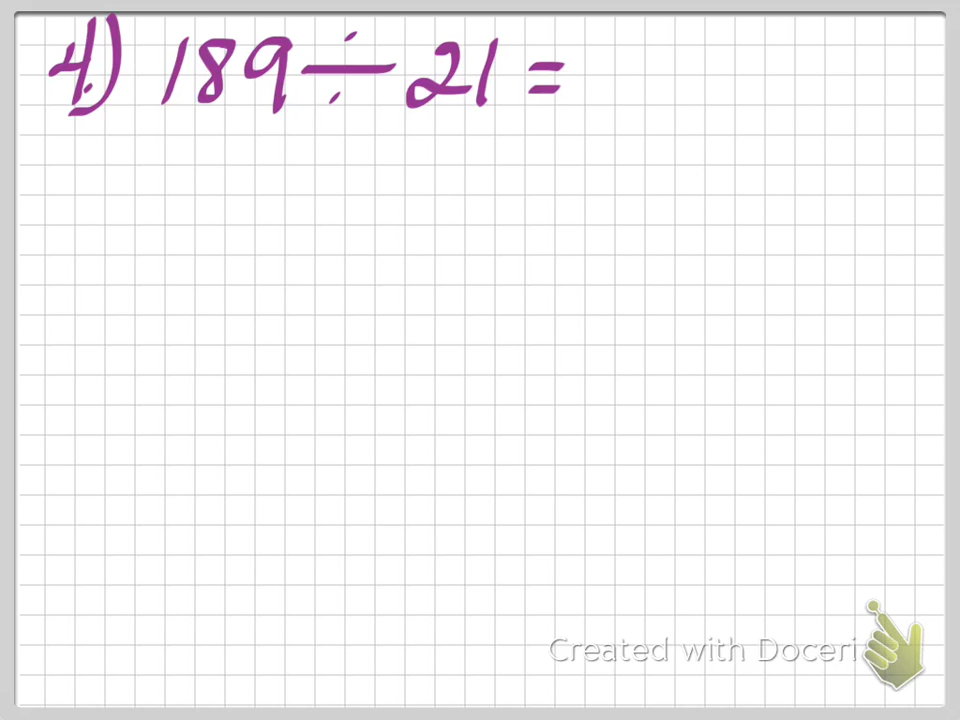 4.) 189 ÷ 21 =
Created with Doceri